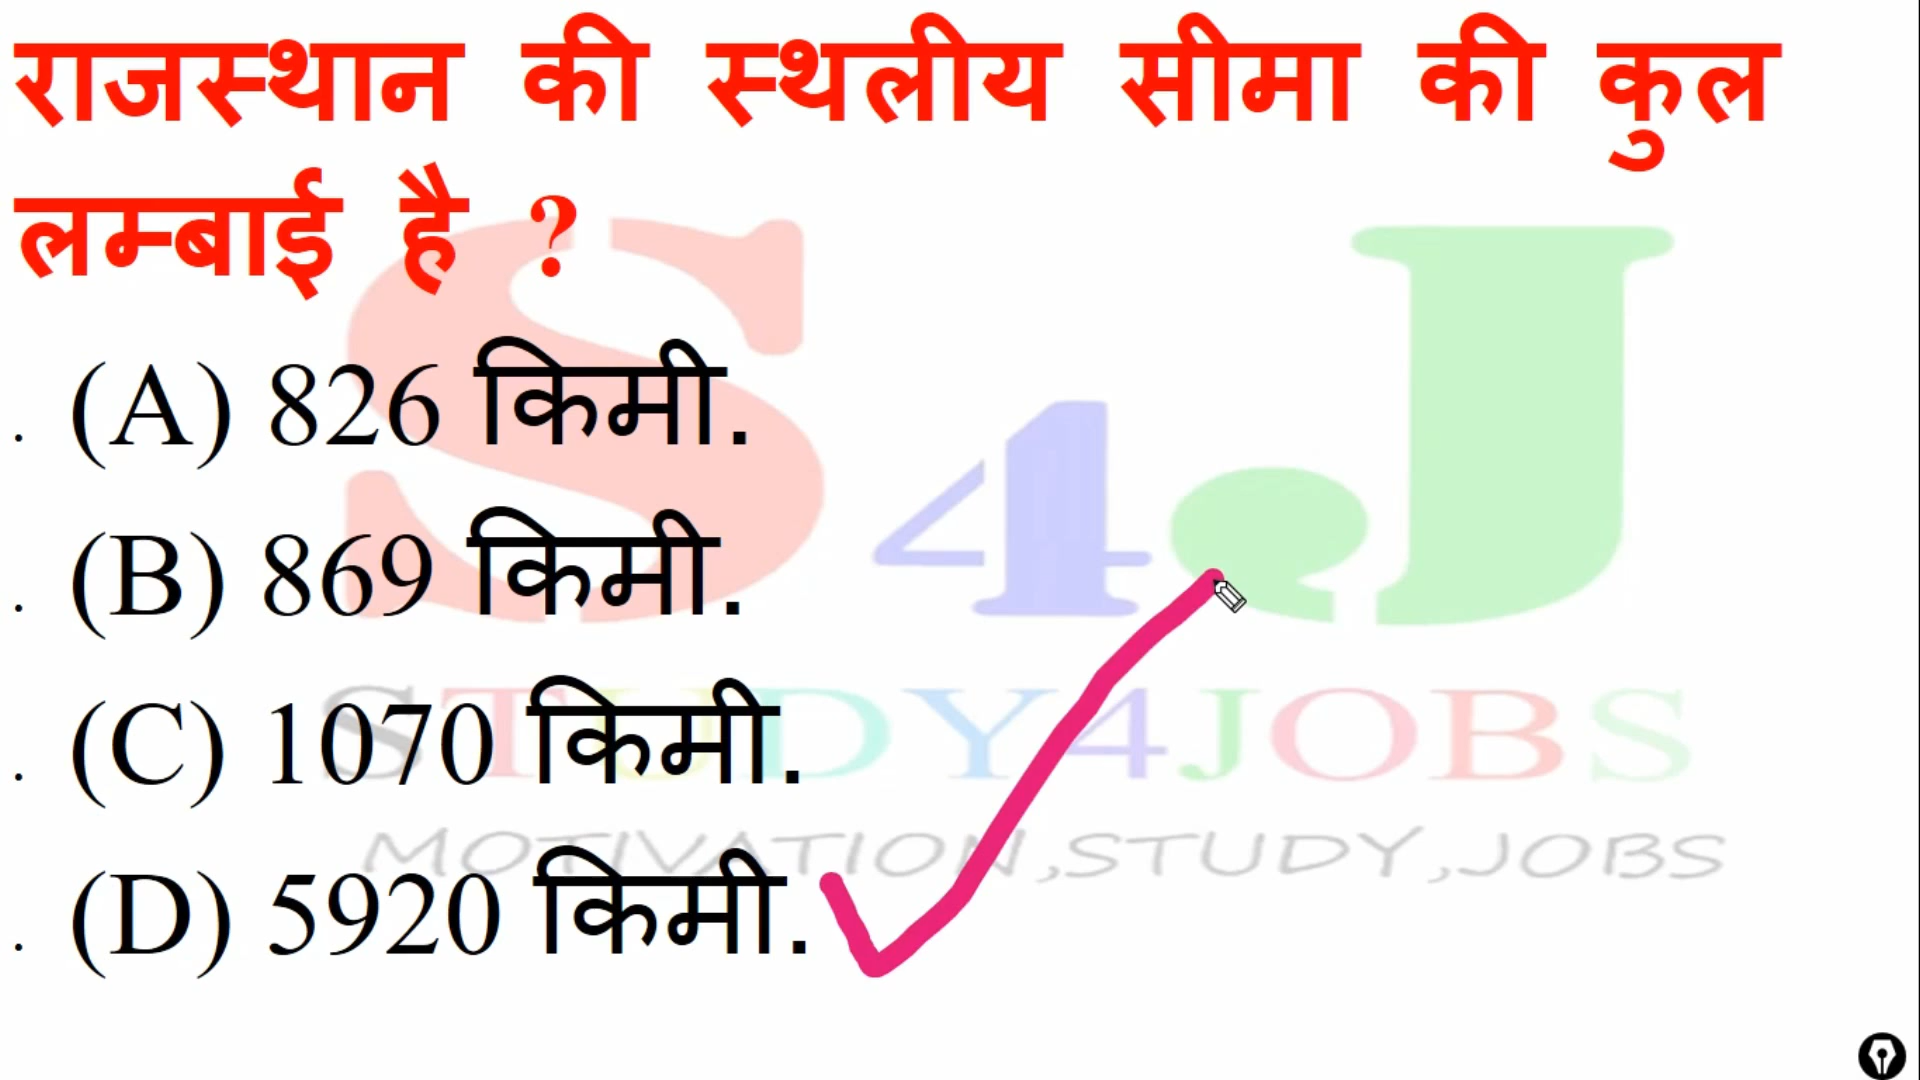 राजस्थान की स्थलीय सीमा की कुल
लम्बाई है ?
. (A) 826 किमी.
. (B) 869 किमी.
. (C) 1070 किमी.
. (D) 5920 किमी.
S4J
STUDY4JOBS
MOTIVATION,STUDY,JOBS